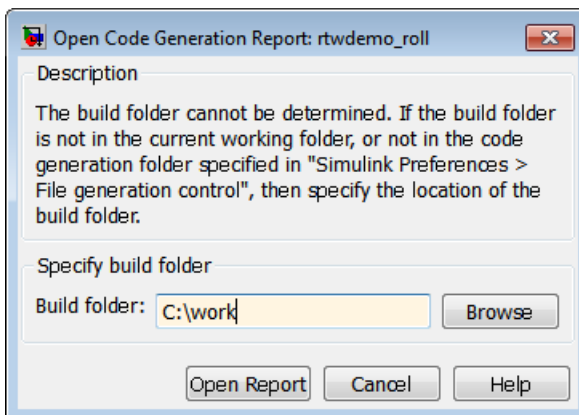 Open Code Generation Report: rtwdemo_roll
Description
The build folder cannot be determined. If the build folder
is not in the current working folder, or not in the code
generation folder specified in "Simulink Preferences >
File generation control", then specify the location of the
build folder.
Specify build folder
Build folder: C:\work Browse
Open Report Cancel Help